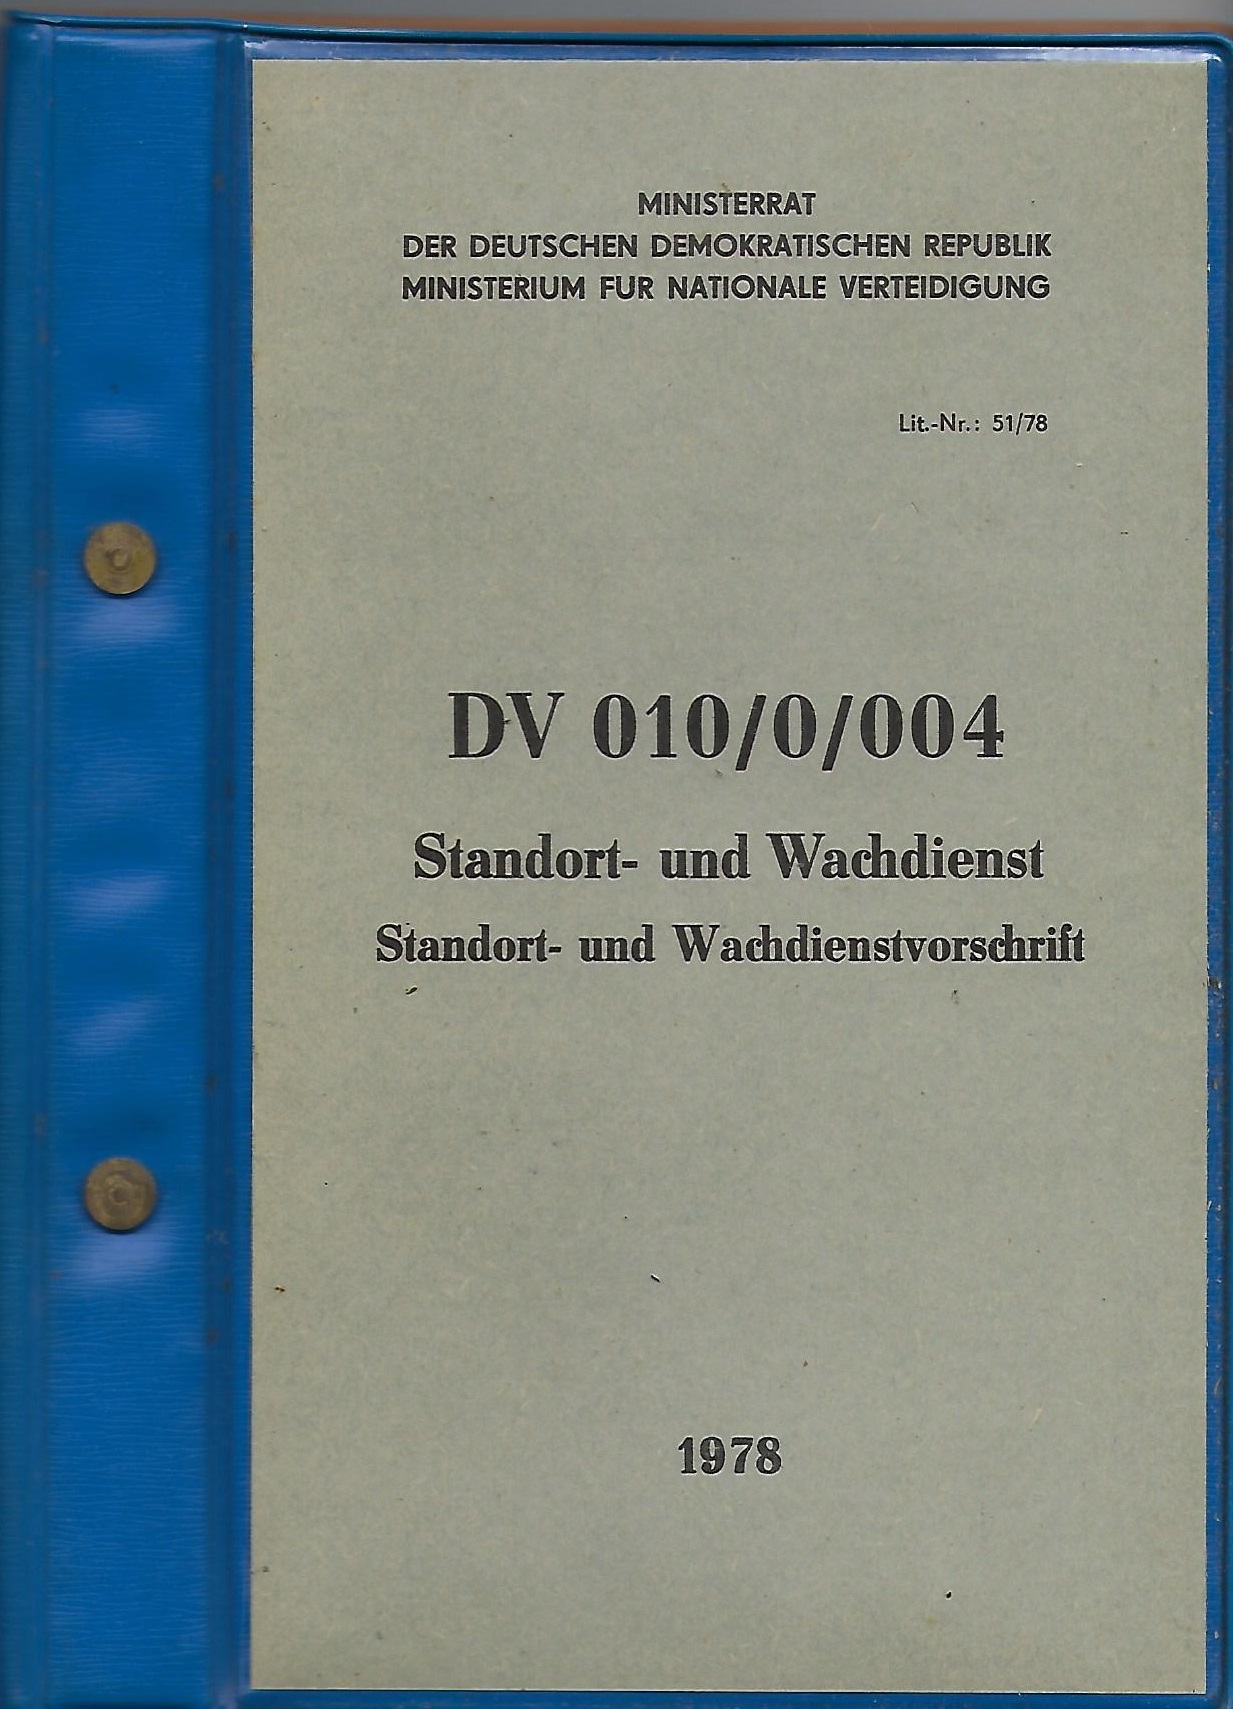 MINISTERRAT
DER DEUTSCHEN DEMOKRATISCHEN REPUBLIK
MINISTERIUM FUR NATIONALE VERTEIDIGUNG
Lit.-Nr.: 51/78
DV 010/0/004
Standort- und Wachdienst
Standort- und Wachdienstvorschrift
1978